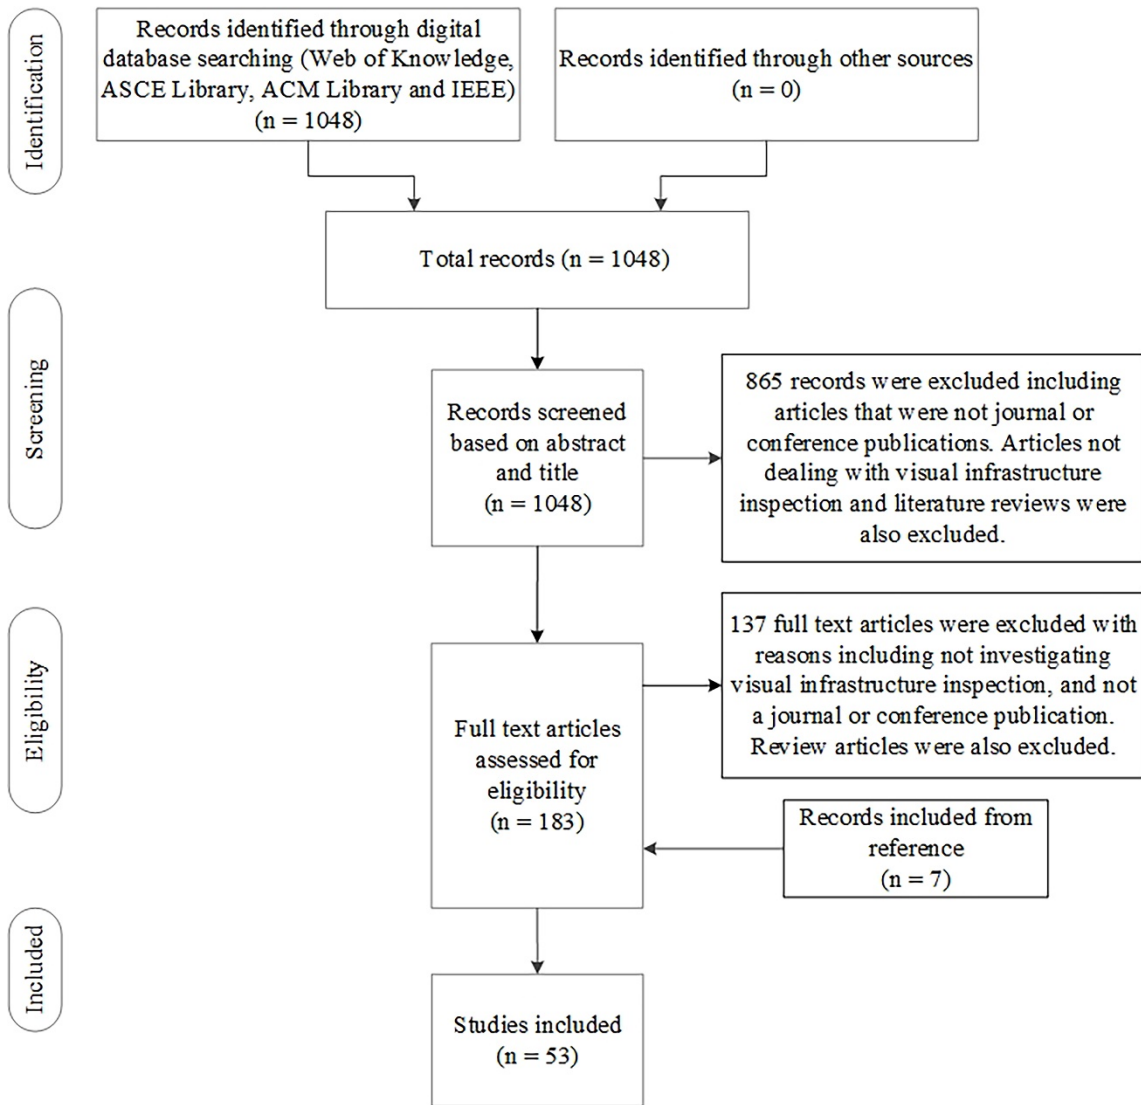 Identification
Records identified through digital
database searching (Web of Knowledge,
ASCE Library, ACM Library and IEEE)
(n = 1048)
Records identified through other sources
(n = 0)
Total records (n = 1048)
Screening
Records screened
based on abstract
and title
(n = 1048)
865 records were excluded including
articles that were not journal or
conference publications. Articles not
dealing with visual infrastructure
inspection and literature reviews were
also excluded.
Eligibility
Full text articles
assessed for
eligibility
(n = 183)
137 full text articles were excluded with
reasons including not investigating
visual infrastructure inspection, and not
a journal or conference publication.
Review articles were also excluded.
Records included from
reference
(n = 7)
Included
Studies included
(n = 53)